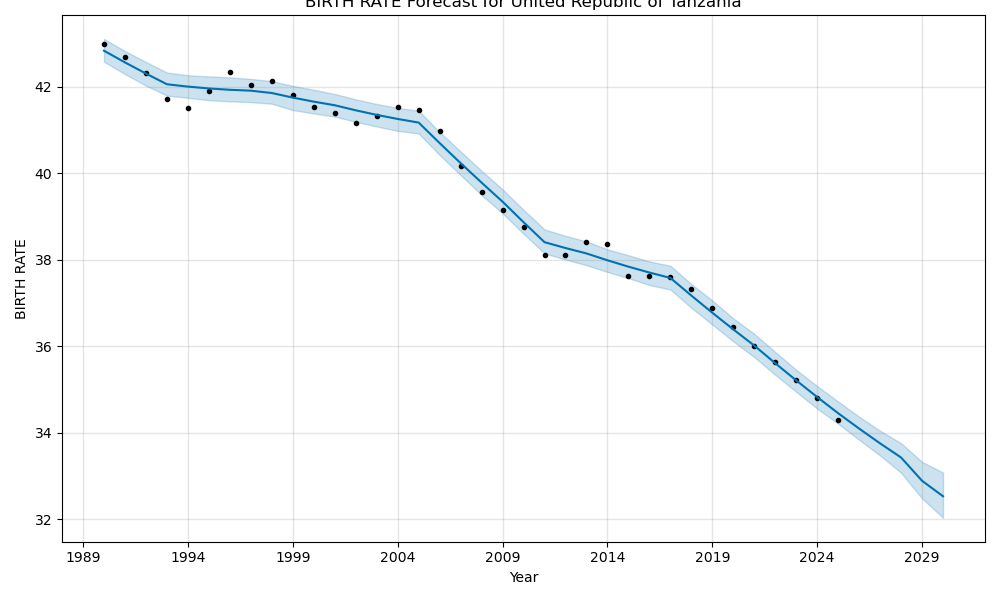 BIRTH RATE Forecast for United Republic of Tanzania
42
40
38
36
34
32
BIRTH RATE
1989 1994 1999 2004 2009 2014 2019 2024 2029
Year